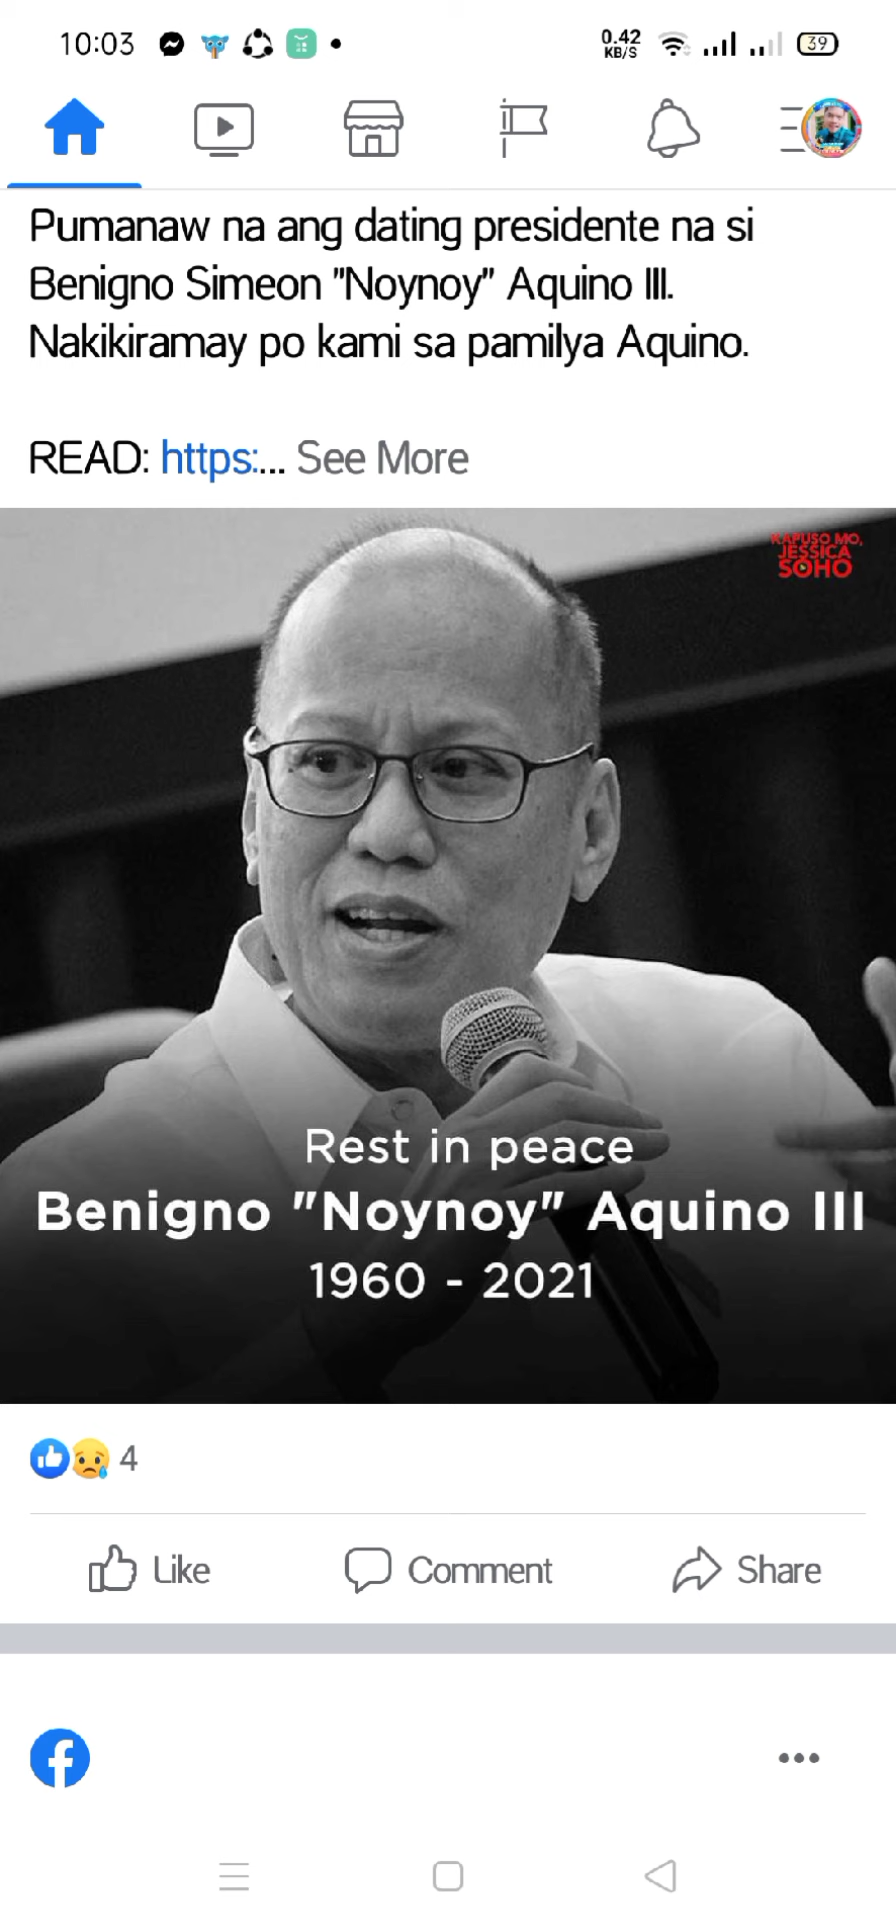 10:03
0.42
KB/S
39
Pumanaw na ang dating presidente na si
Benigno Simeon "Noynoy" Aquino III.
Nakikiramay po kami sa pamilya Aquino.
READ: https:... See More
KAPUSO MO,
JESSICA
SOHO
Rest in peace
Benigno "Noynoy" Aquino III
1960 - 2021
4
Like
Comment
Share